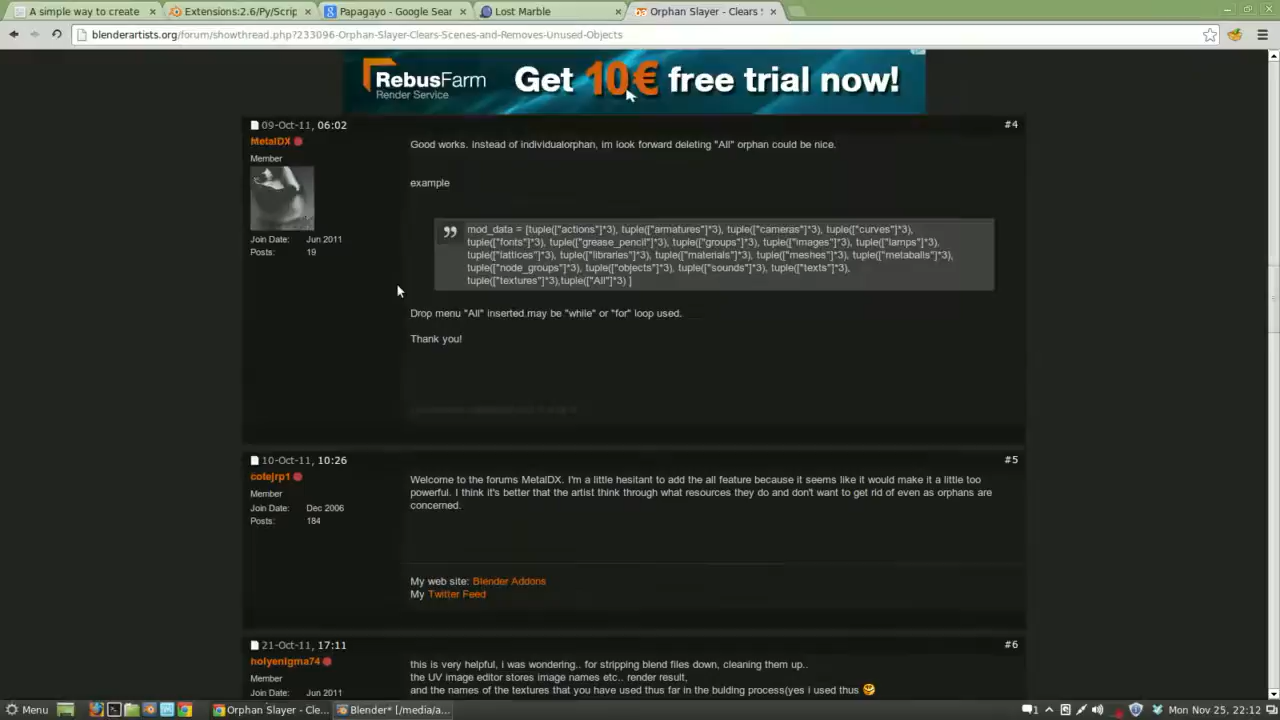 A simple way to create
Extensions:2.6/Py/Scrip
Papagayo - Google Sear
Lost Marble
Orphan Slayer - Clears S
blenderartists.org/forum/showthread.php?233096-Orphan-Slayer-Clears-Scenes-and-Removes-Unused-Objects
RebusFarm
Render Service
Get 10€ free trial now!
09-Oct-11, 06:02
#4
MetalDX
Member
Join Date: Jun 2011
Posts: 19
Good works. instead of individualorphan, im look forward deleting "All" orphan could be nice.
example
mod_data = [tuple(["actions"]*3), tuple(["armatures"]*3), tuple(["cameras"]*3), tuple(["curves"]*3),
tuple(["fonts"]*3), tuple(["grease_pencil"]*3), tuple(["groups"]*3), tuple(["images"]*3), tuple(["lamps"]*3),
tuple(["lattices"]*3), tuple(["libraries"]*3), tuple(["materials"]*3), tuple(["meshes"]*3), tuple(["metaballs"]*3),
tuple(["node_groups"]*3), tuple(["objects"]*3), tuple(["sounds"]*3), tuple(["texts"]*3),
tuple(["textures"]*3),tuple(["All"]*3) ]
Drop menu "All" inserted.may be "while" or "for" loop used.
Thank you!
10-Oct-11, 10:26
#5
cotejrp1
Member
Join Date: Dec 2006
Posts: 184
Welcome to the forums MetalDX. I'm a little hesitant to add the all feature because it seems like it would make it a little too
powerful. I think it's better that the artist think through what resources they do and don't want to get rid of even as orphans are
concerned.
My web site: Blender Addons
My Twitter Feed
21-Oct-11, 17:11
#6
holyenigma74
Member
Join Date: Jun 2011
this is very helpful, i was wondering.. for stripping blend files down, cleaning them up..
the UV image editor stores image names etc.. render result,
and the names of the textures that you have used thus far in the bulding process(yes i used thus
Menu
Orphan Slayer - Cle...
Blender* [/media/a...
1
Mon Nov 25, 22:12